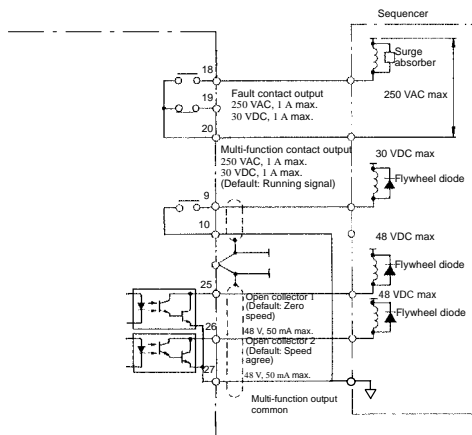 Sequencer
18
Surge
absorber
Fault contact output
250 VAC, 1 A max.
30 VDC, 1 A max.
19
250 VAC max
20
Multi-function contact output
250 VAC, 1 A max.
30 VDC, 1 A max.
(Default: Running signal)
30 VDC max
9
Flywheel diode
10
48 VDC max
Flywheel diode
25
Open collector 1
(Default: Zero
speed)
48 V, 50 mA max.
48 VDC max
Flywheel diode
26
Open collector 2
(Default: Speed
agree)
48 V, 50 mA max.
27
Multi-function output
common